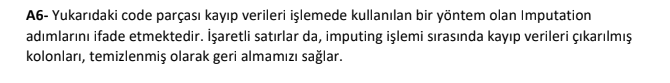 A6- Yukarıdaki code parçası kayıp verileri işlemede kullanılan bir yöntem olan Imputation
adımlarını ifade etmektedir. İşaretli satırlar da, imputing işlemi sırasında kayıp verileri çıkarılmış
kolonları, temizlenmiş olarak geri almamızı sağlar.